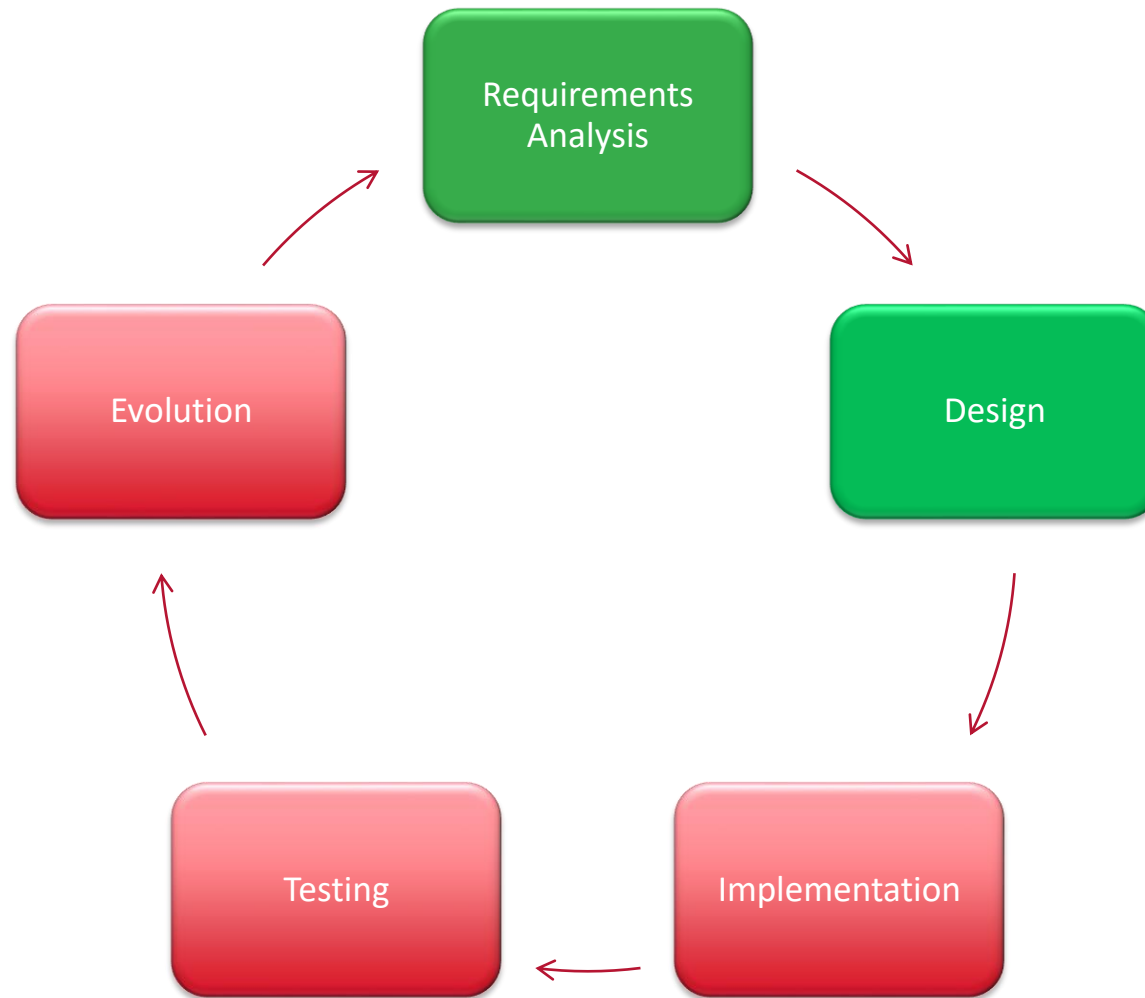 Requirements
Analysis
Evolution
Design
Testing
Implementation